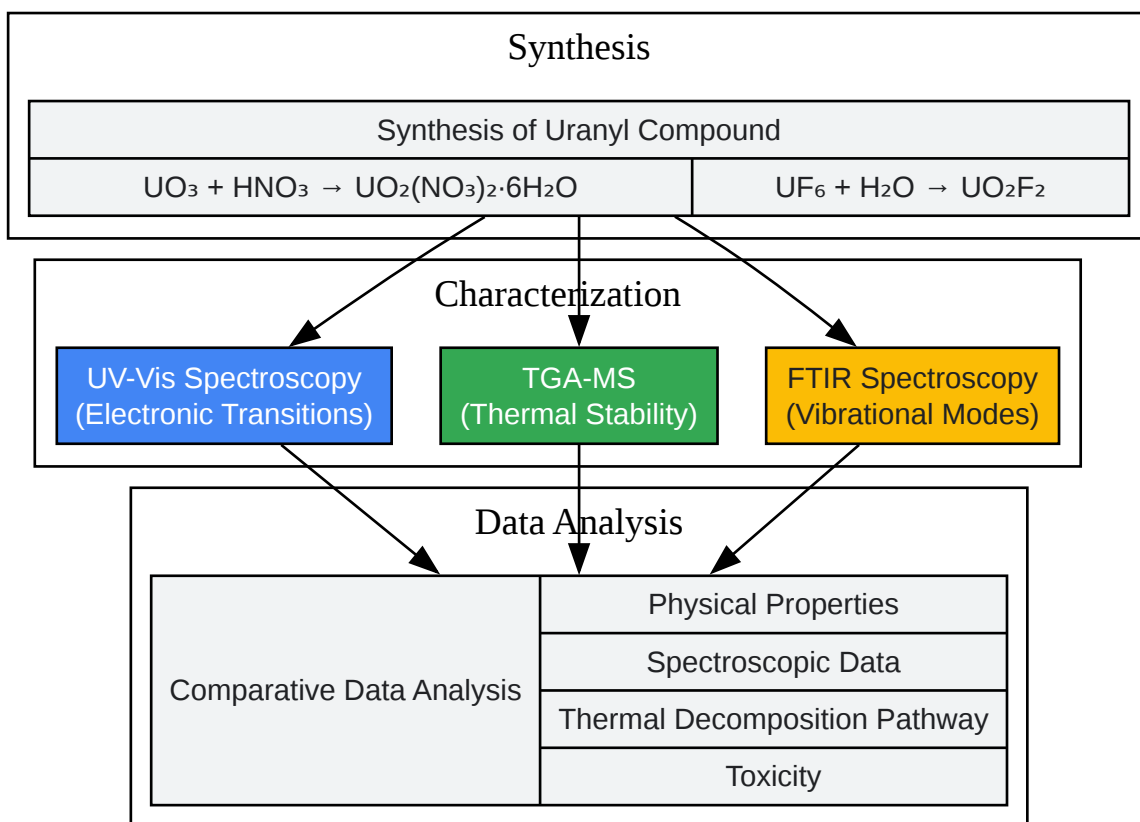 Synthesis
Synthesis of Uranyl Compound
UO₃ + HNO₃ → UO₂(NO₃)₂·6H₂O
UF₆ + H₂O → UO₂F₂
Characterization
UV-Vis Spectroscopy
(Electronic Transitions)
TGA-MS
(Thermal Stability)
FTIR Spectroscopy
(Vibrational Modes)
Data Analysis
Comparative Data Analysis
Physical Properties
Spectroscopic Data
Thermal Decomposition Pathway
Toxicity